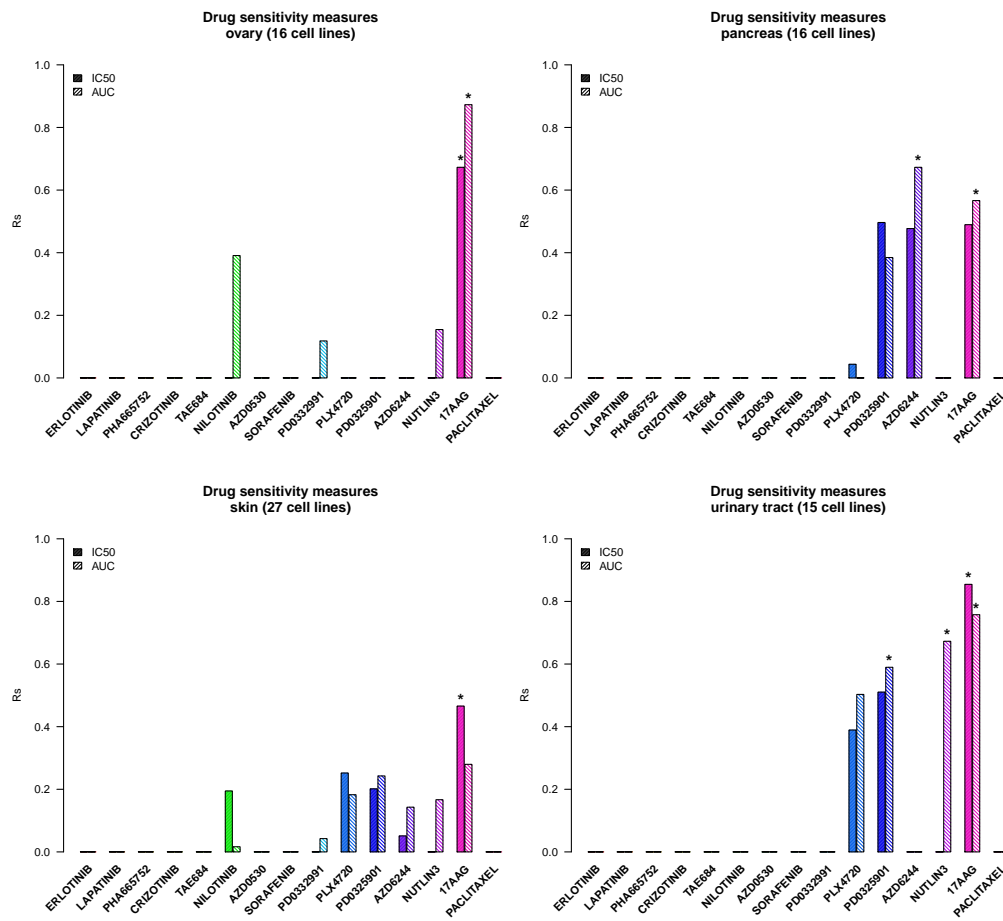 Drug sensitivity measures
ovary (16 cell lines)
IC50
AUC
* *
Rs
1.0
0.8
0.6
0.4
0.2
0.0
ERLOTINIB
LAPATINIB
PHA665752
CRIZOTINIB
TAE684
NILOTINIB
AZD0530
SORAFENIB
PD0332991
PLX4720
PD0325901
AZD6244
NUTLIN3
17AAG
PACLITAXEL
Drug sensitivity measures
pancreas (16 cell lines)
IC50
AUC
* *
Rs
1.0
0.8
0.6
0.4
0.2
0.0
ERLOTINIB
LAPATINIB
PHA665752
CRIZOTINIB
TAE684
NILOTINIB
AZD0530
SORAFENIB
PD0332991
PLX4720
PD0325901
AZD6244
NUTLIN3
17AAG
PACLITAXEL
Drug sensitivity measures
skin (27 cell lines)
IC50
AUC
*
Rs
1.0
0.8
0.6
0.4
0.2
0.0
ERLOTINIB
LAPATINIB
PHA665752
CRIZOTINIB
TAE684
NILOTINIB
AZD0530
SORAFENIB
PD0332991
PLX4720
PD0325901
AZD6244
NUTLIN3
17AAG
PACLITAXEL
Drug sensitivity measures
urinary tract (15 cell lines)
IC50
AUC
* * * *
Rs
1.0
0.8
0.6
0.4
0.2
0.0
ERLOTINIB
LAPATINIB
PHA665752
CRIZOTINIB
TAE684
NILOTINIB
AZD0530
SORAFENIB
PD0332991
PLX4720
PD0325901
AZD6244
NUTLIN3
17AAG
PACLITAXEL